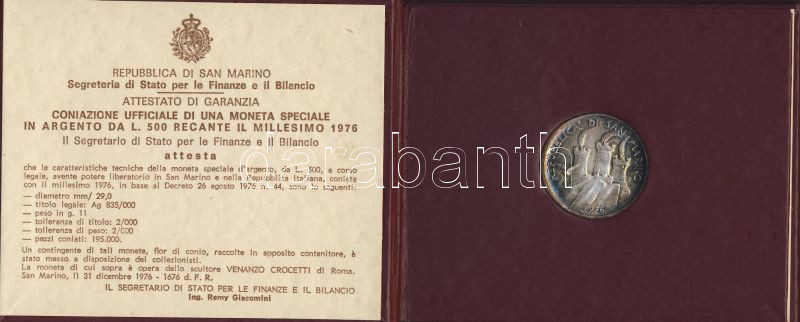 REPUBBLICA DI SAN MARINO
Segreteria di Stato per le Finanze e il Bilancio
ATTESTATO DI GARANZIA
CONIAZIONE UFFICIALE DI UNA MONETA SPECIALE
IN ARGENTO DA L. 500 RECANTE IL MILLESIMO 1976
Il Segretario di Stato per le Finanze e il Bilancio
attesta
che le caratteristiche tecniche della moneta speciale d'argento, da L. 500, a corso
legale, avente potere liberatorio in San Marino e nella Repubblica Italiana, coniata
con il millesimo 1976, in base al Decreto 26 agosto 1976 n. 44, sono le seguenti:
— diametro mm/ 29,0
— titolo legale: Ag 835/000
— peso in g. 11
— tolleranza di titolo: 2/000
— tolleranza di peso: 2/000
— pezzi coniati: 195.000.
Un contingente di tali monete, fior di conio, raccolte in apposito contenitore, è
stato messo a disposizione dei collezionisti.
La moneta di cui sopra è opera dello scultore VENANZO CROCETTI di Roma.
San Marino, lì 31 dicembre 1976 - 1676 d. F. R.
IL SEGRETARIO DI STATO PER LE FINANZE E IL BILANCIO
Ing. Remy Giacomini
REPUBBLICA DI SAN MARINO
1976
darabanth